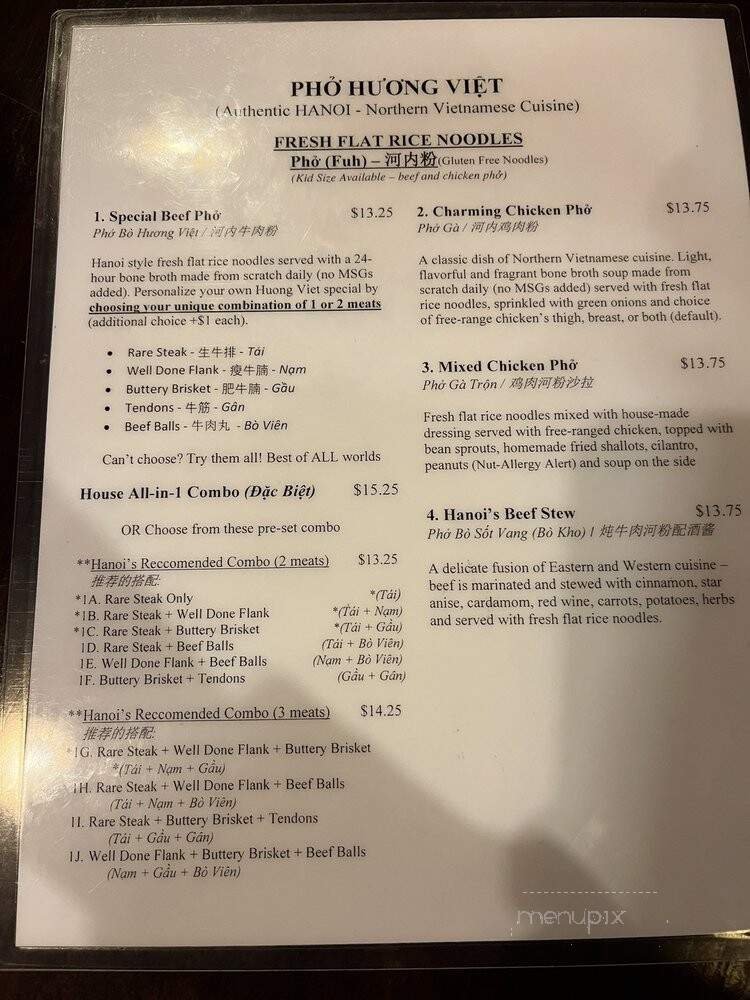 PHỞ HƯƠNG VIỆT
(Authentic HANOI - Northern Vietnamese Cuisine)
FRESH FLAT RICE NOODLES
Phở (Fuh) – 河内粉(Gluten Free Noodles)
(Kid Size Available – beef and chicken phở)
1. Special Beef Phở $13.25
Phở Bò Hương Việt / 河内牛肉粉
Hanoi style fresh flat rice noodles served with a 24-
hour bone broth made from scratch daily (no MSGs
added). Personalize your own Huong Viet special by
choosing your unique combination of 1 or 2 meats
(additional choice +$1 each).
• Rare Steak - 生牛排 - Tái
• Well Done Flank - 瘦牛腩 - Nạm
• Buttery Brisket - 肥牛腩 - Gầu
• Tendons - 牛筋 - Gân
• Beef Balls - 牛肉丸 - Bò Viên
Can't choose? Try them all! Best of ALL worlds
House All-in-1 Combo (Đặc Biệt) $15.25
OR Choose from these pre-set combo
**Hanoi's Reccomended Combo (2 meats) $13.25
推荐的搭配:
*1A. Rare Steak Only *(Tái)
*1B. Rare Steak + Well Done Flank *(Tái + Nạm)
*1C. Rare Steak + Buttery Brisket *(Tái + Gầu)
1D. Rare Steak + Beef Balls (Tái + Bò Viên)
1E. Well Done Flank + Beef Balls (Nạm + Bò Viên)
1F. Buttery Brisket + Tendons (Gầu + Gân)
**Hanoi's Reccomended Combo (3 meats) $14.25
推荐的搭配:
*1G. Rare Steak + Well Done Flank + Buttery Brisket
*(Tái + Nạm + Gầu)
1H. Rare Steak + Well Done Flank + Beef Balls
(Tái + Nạm + Bò Viên)
1I. Rare Steak + Buttery Brisket + Tendons
(Tái + Gầu + Gân)
1J. Well Done Flank + Buttery Brisket + Beef Balls
(Nạm + Gầu + Bò Viên)
2. Charming Chicken Phở $13.75
Phở Gà / 河内鸡肉粉
A classic dish of Northern Vietnamese cuisine. Light,
flavorful and fragrant bone broth soup made from
scratch daily (no MSGs added) served with fresh flat
rice noodles, sprinkled with green onions and choice
of free-range chicken's thigh, breast, or both (default).
3. Mixed Chicken Phở $13.75
Phở Gà Trộn / 鸡肉河粉沙拉
Fresh flat rice noodles mixed with house-made
dressing served with free-ranged chicken, topped with
bean sprouts, homemade fried shallots, cilantro,
peanuts (Nut-Allergy Alert) and soup on the side
4. Hanoi's Beef Stew $13.75
Phở Bò Sốt Vang (Bò Kho) / 炖牛肉河粉配酒酱
A delicate fusion of Eastern and Western cuisine –
beef is marinated and stewed with cinnamon, star
anise, cardamom, red wine, carrots, potatoes, herbs
and served with fresh flat rice noodles.
menupix